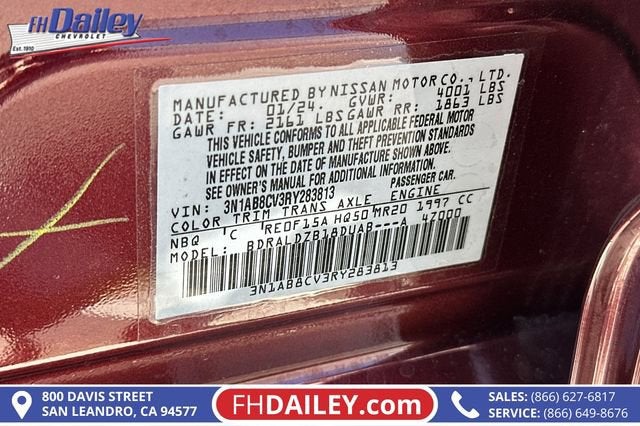 FH Dailey
CHEVROLET
Est. 1910
MANUFACTURED BY NISSAN MOTOR CO., LTD.
DATE: 01/24. GVWR: 4001 LBS
GAWR FR: 2161 LBS GAWR RR: 1863 LBS
THIS VEHICLE CONFORMS TO ALL APPLICABLE FEDERAL MOTOR
VEHICLE SAFETY, BUMPER AND THEFT PREVENTION STANDARDS
IN EFFECT ON THE DATE OF MANUFACTURE SHOWN ABOVE.
SEE OWNER'S MANUAL FOR ADDITIONAL INFORMATION.
VIN: 3N1AB8CV3RY283813 PASSENGER CAR.
COLOR TRIM TRANS AXLE ENGINE
NBQ C RE0F15A HQ50 MR20 1997 CC
MODEL: BDRALDZB18DUAB---A 47000
3N1AB8CV3RY283813
800 DAVIS STREET
SAN LEANDRO, CA 94577
FHDAILEY.com
SALES: (866) 627-6817
SERVICE: (866) 649-8676